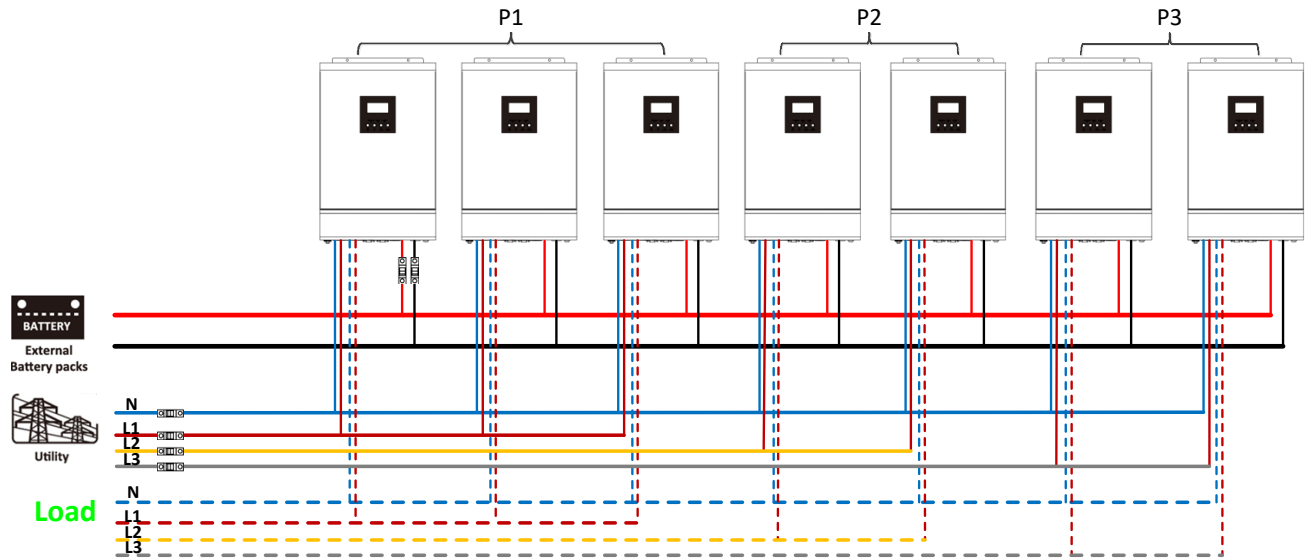 P1
P2
P3
BATTERY
External
Battery packs
N
L1
L2
L3
Utility
N
Load
L1
L2
L3